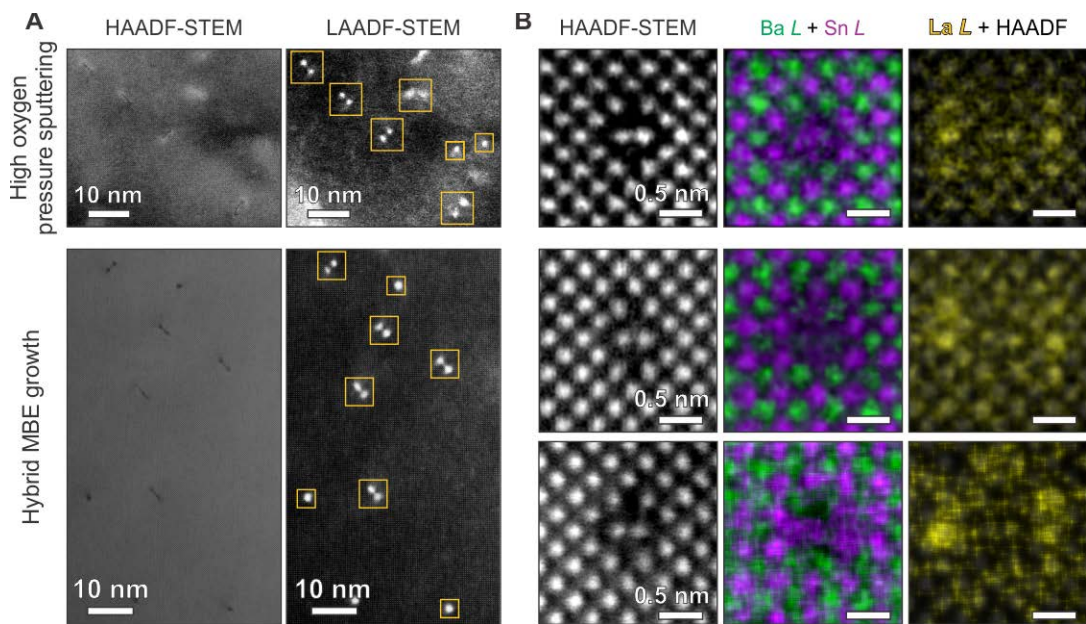 A
HAADF-STEM
LAADF-STEM
High oxygen
pressure sputtering
10 nm
10 nm
Hybrid MBE growth
10 nm
10 nm
B
HAADF-STEM
Ba L + Sn L
La L + HAADF
0.5 nm
0.5 nm
0.5 nm